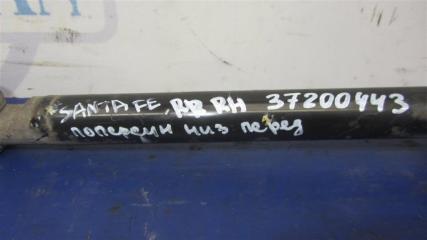 SANTA FE RR RH 37200443
поперечн низ перед